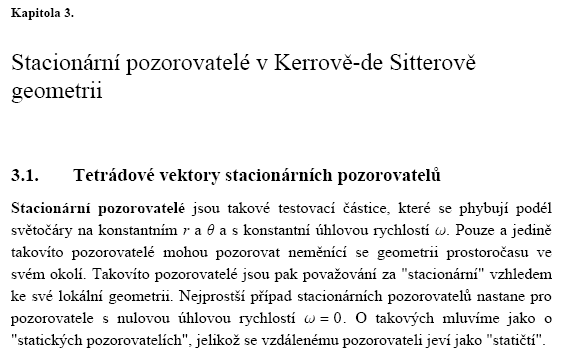 Kapitola 3.
Stacionární pozorovatelé v Kerrově-de Sitterově
geometrii
3.1. Tetrádové vektory stacionárních pozorovatelů
Stacionární pozorovatelé jsou takové testovací částice, které se phybují podél
světočáry na konstantním r a θ a s konstantní úhlovou rychlostí ω. Pouze a jedině
takovíto pozorovatelé mohou pozorovat neměnící se geometrii prostoročasu ve
svém okolí. Takovíto pozorovatelé jsou pak považování za "stacionární" vzhledem
ke své lokální geometrii. Nejprostší případ stacionárních pozorovatelů nastane pro
pozorovatele s nulovou úhlovou rychlostí ω = 0. O takových mluvíme jako o
"statických pozorovatelích", jelikož se vzdálenému pozorovateli jeví jako "statičtí".